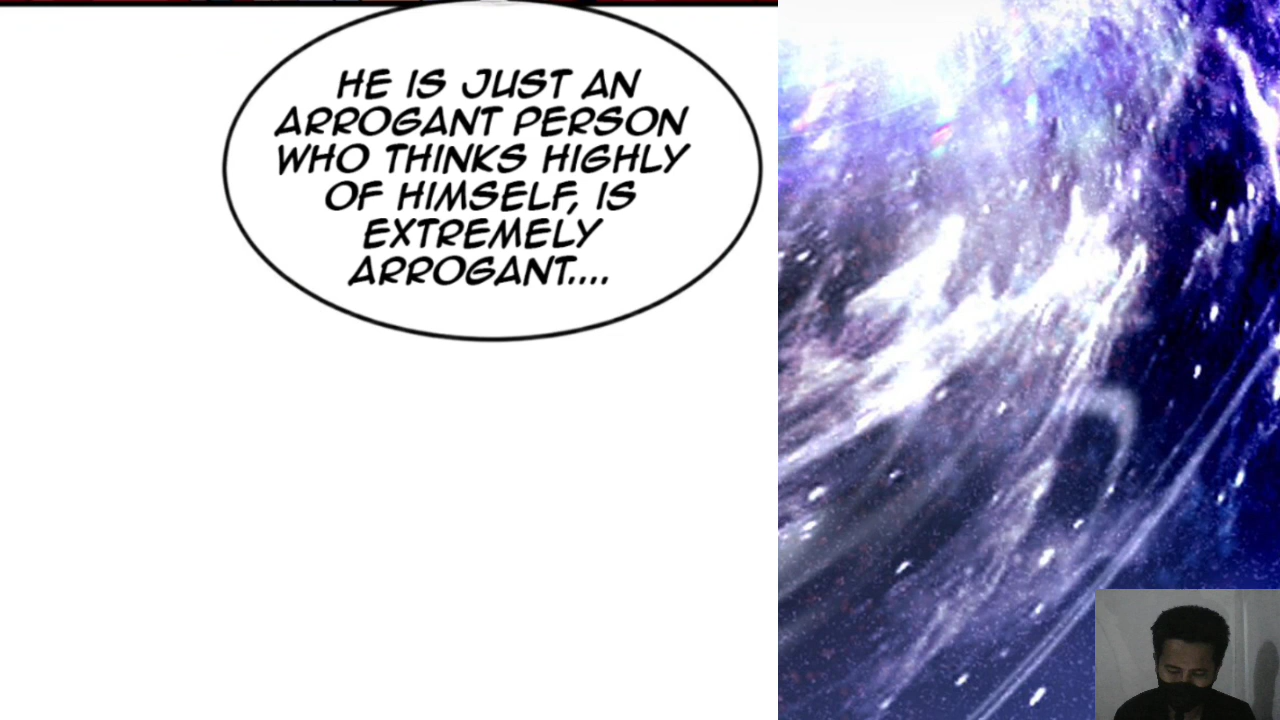 HE IS JUST AN
ARROGANT PERSON
WHO THINKS HIGHLY
OF HIMSELF, IS
EXTREMELY
ARROGANT....